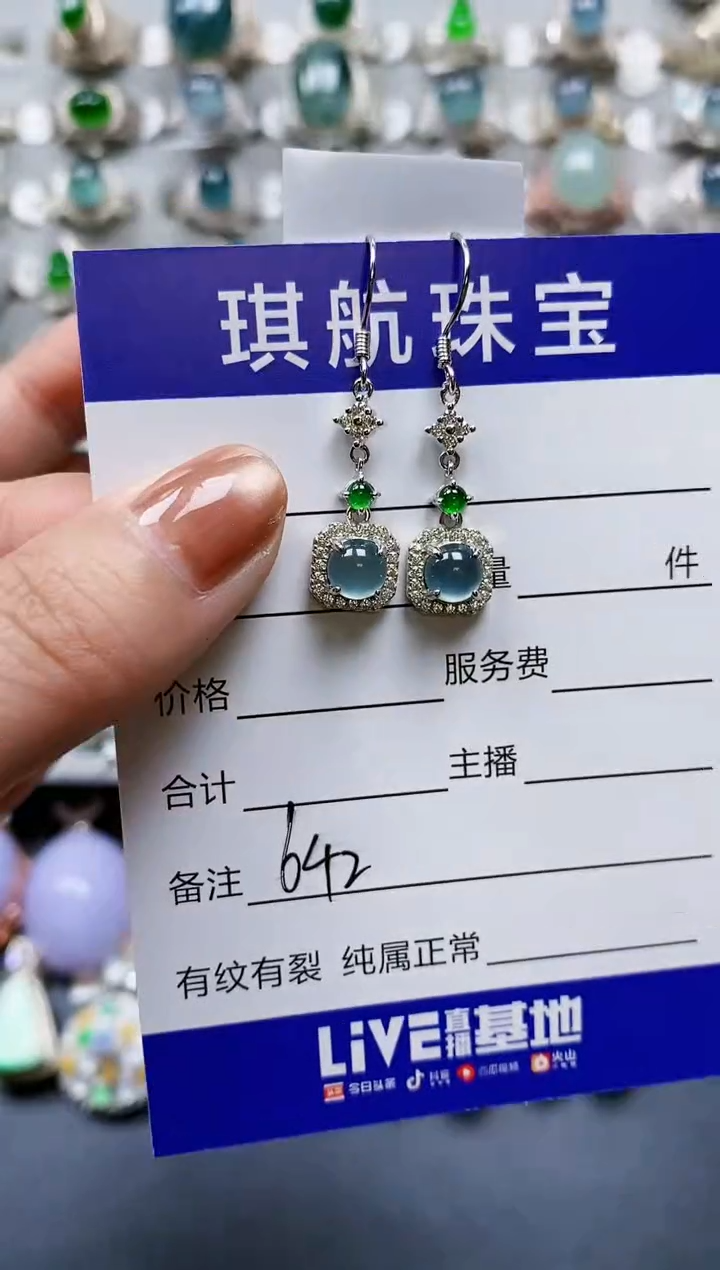 琪航珠宝
量 件
价格 服务费
合计 主播
备注 642
有纹有裂 纯属正常
LiVE直播基地
今日头条 抖音 西瓜视频 火山